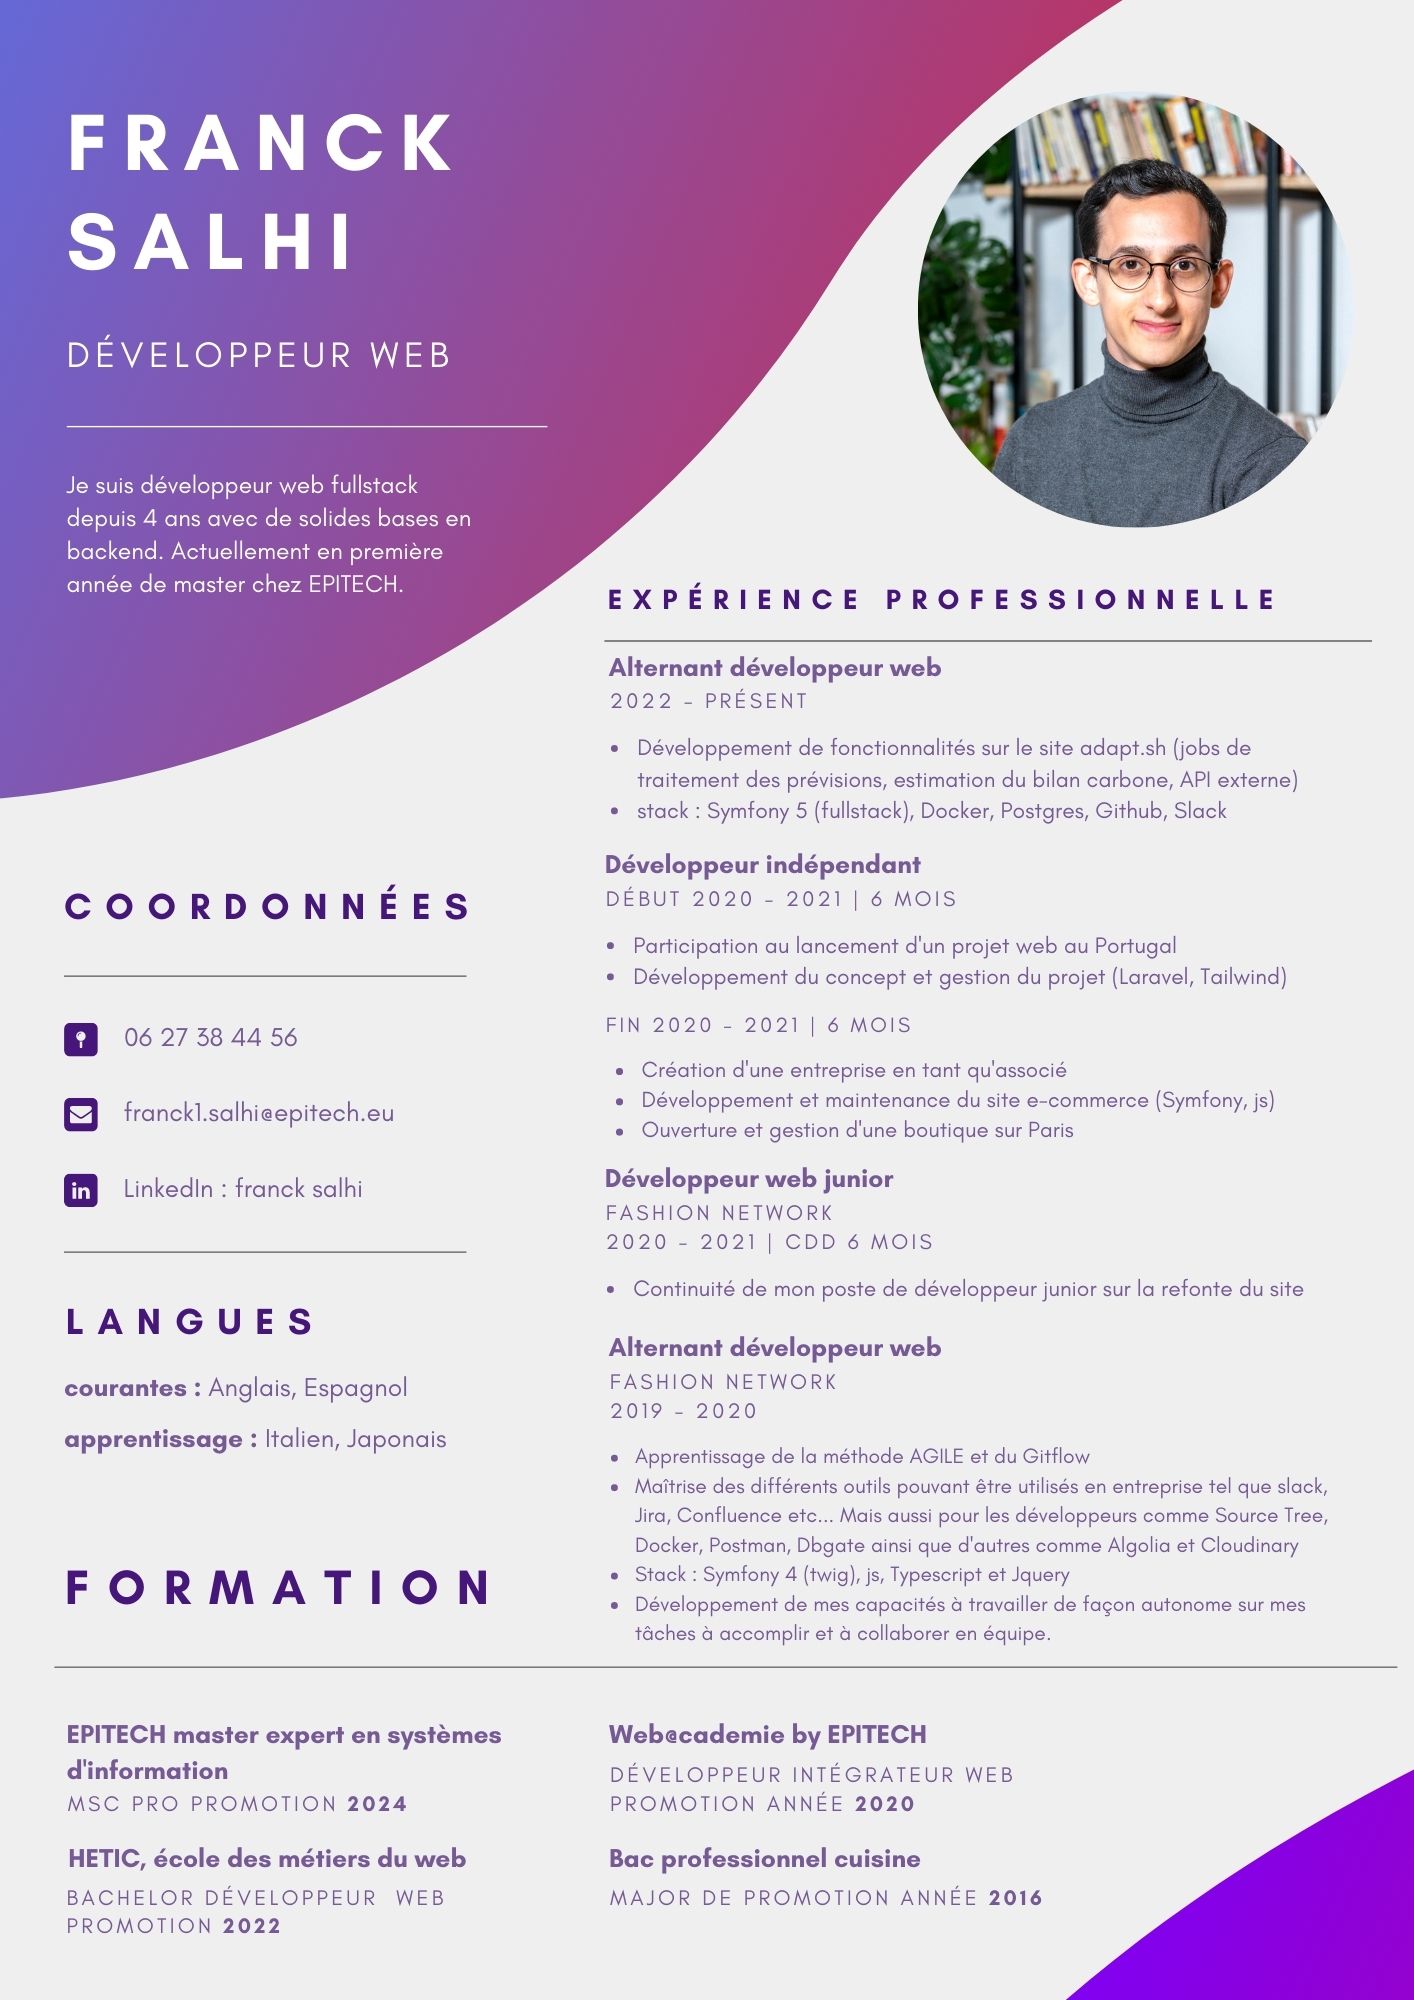 FRANCK
SALHI
DÉVELOPPEUR WEB
Je suis développeur web fullstack
depuis 4 ans avec de solides bases en
backend. Actuellement en première
année de master chez EPITECH.
COORDONNÉES
06 27 38 44 56
franck1.salhi@epitech.eu
in LinkedIn : franck salhi
LANGUES
courantes : Anglais, Espagnol
apprentissage : Italien, Japonais
EXPÉRIENCE PROFESSIONNELLE
Alternant développeur web
2022 - PRÉSENT
• Développement de fonctionnalités sur le site adapt.sh (jobs de
traitement des prévisions, estimation du bilan carbone, API externe)
• stack : Symfony 5 (fullstack), Docker, Postgres, Github, Slack
Développeur indépendant
DÉBUT 2020 - 2021 | 6 MOIS
• Participation au lancement d'un projet web au Portugal
• Développement du concept et gestion du projet (Laravel, Tailwind)
FIN 2020 - 2021 | 6 MOIS
• Création d'une entreprise en tant qu'associé
• Développement et maintenance du site e-commerce (Symfony, js)
• Ouverture et gestion d'une boutique sur Paris
Développeur web junior
FASHION NETWORK
2020 - 2021 | CDD 6 MOIS
• Continuité de mon poste de développeur junior sur la refonte du site
Alternant développeur web
FASHION NETWORK
2019 - 2020
• Apprentissage de la méthode AGILE et du Gitflow
• Maîtrise des différents outils pouvant être utilisés en entreprise tel que slack,
Jira, Confluence etc... Mais aussi pour les développeurs comme Source Tree,
Docker, Postman, Dbgate ainsi que d'autres comme Algolia et Cloudinary
• Stack : Symfony 4 (twig), js, Typescript et Jquery
• Développement de mes capacités à travailler de façon autonome sur mes
tâches à accomplir et à collaborer en équipe.
FORMATION
EPITECH master expert en systèmes
d'information
MSC PRO PROMOTION 2024
HETIC, école des métiers du web
BACHELOR DÉVELOPPEUR WEB
PROMOTION 2022
Web@cademie by EPITECH
DÉVELOPPEUR INTÉGRATEUR WEB
PROMOTION ANNÉE 2020
Bac professionnel cuisine
MAJOR DE PROMOTION ANNÉE 2016